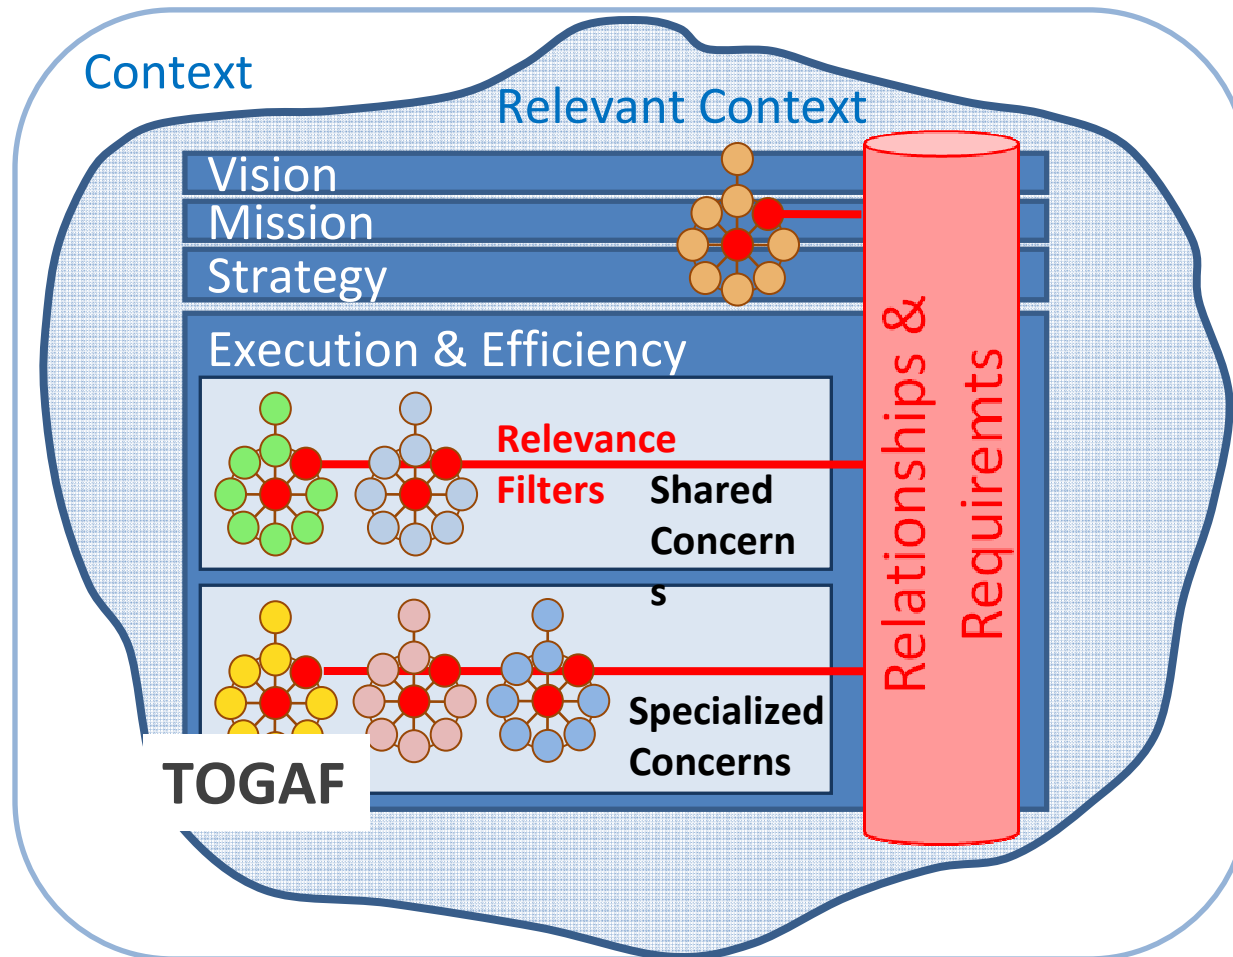 Context
Relevant Context
Vision
Mission
Strategy
Execution & Efficiency
Relevance
Filters
Shared
Concern
s
Specialized
Concerns
TOGAF
Relationships &
Requiremts